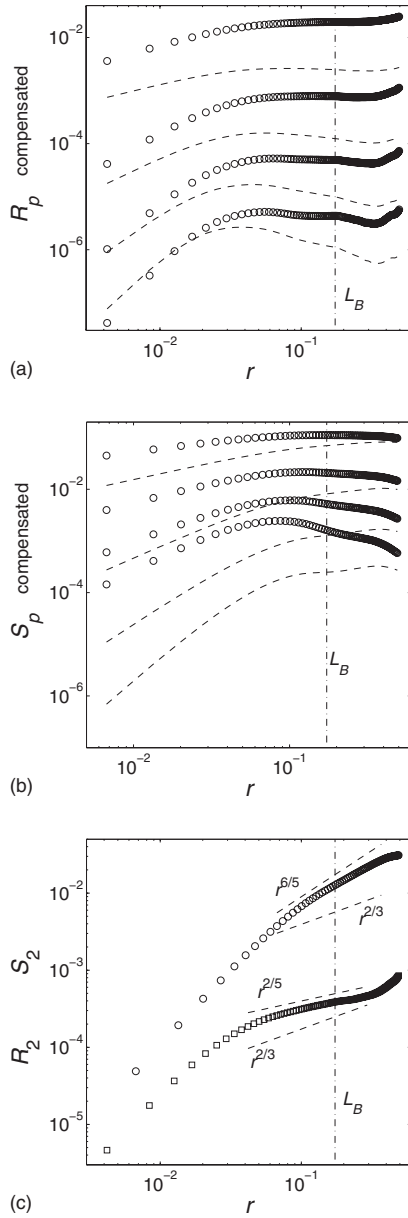 10⁻²
10⁻⁴
10⁻⁶
R_p compensated
L_B
10⁻² 10⁻¹
(a) r
10⁻²
10⁻⁴
10⁻⁶
S_p compensated
L_B
10⁻² 10⁻¹
(b) r
10⁻²
10⁻³
10⁻⁴
10⁻⁵
R_2 S_2
r^{6/5}
r^{2/3}
r^{2/5}
r^{2/3}
L_B
10⁻² 10⁻¹
(c) r